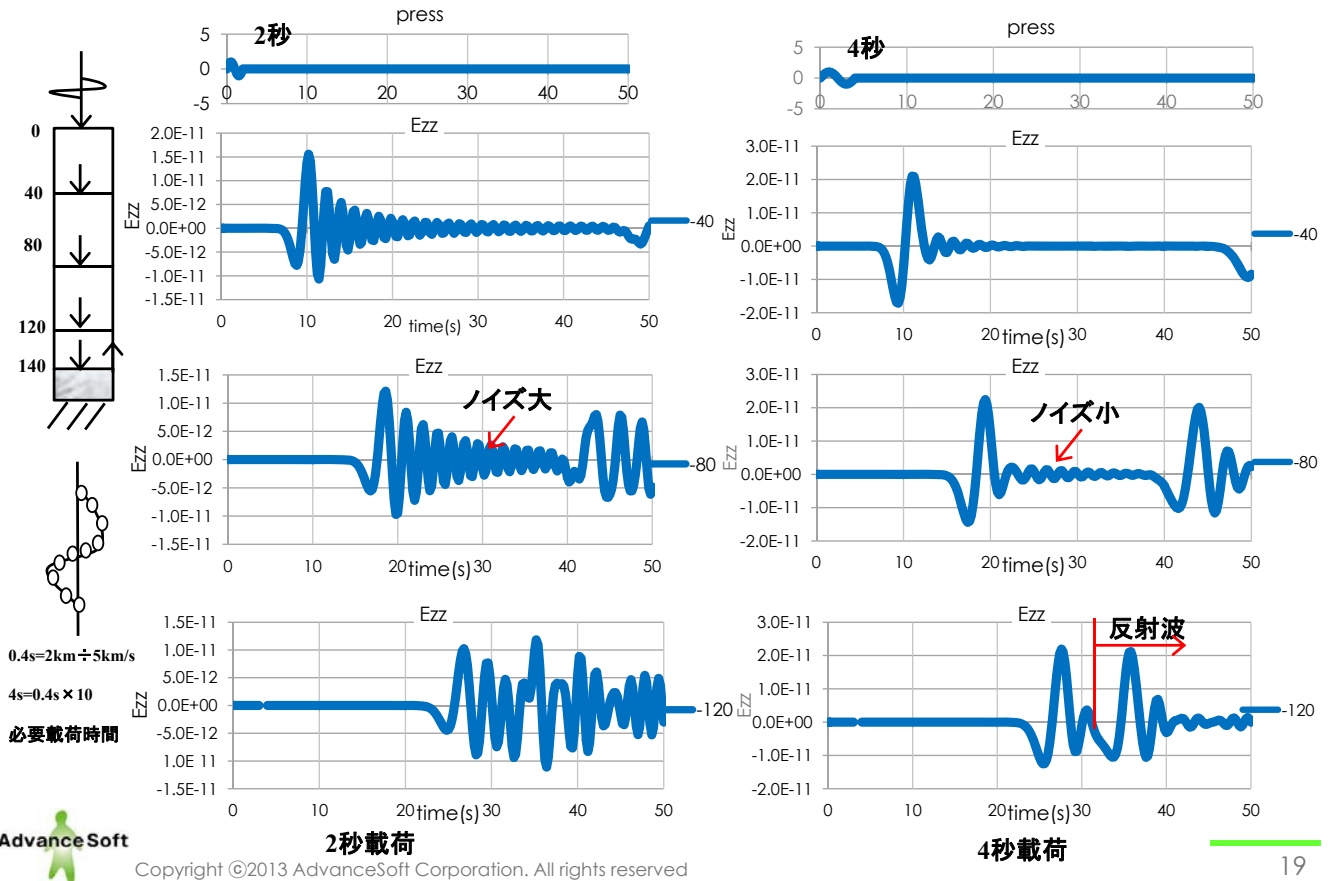 press
2秒
5
0
-5
0 10 20 30 40 50
press
4秒
5
0
-5
0 10 20 30 40 50
0
40
80
120
140
Ezz
2.0E-11
1.5E-11
1.0E-11
5.0E-12
0.0E+00
-5.0E-12
-1.0E-11
-1.5E-11
Ezz
-40
0 10 20 time(s) 30 40 50
Ezz
3.0E-11
2.0E-11
1.0E-11
0.0E+00
-1.0E-11
-2.0E-11
Ezz
-40
0 10 20 time(s) 30 40 50
Ezz
1.5E-11
1.0E-11
5.0E-12
0.0E+00
-5.0E-12
-1.0E-11
-1.5E-11
Ezz
ノイズ大
-80
0 10 20 time(s) 30 40 50
Ezz
3.0E-11
2.0E-11
1.0E-11
0.0E+00
-1.0E-11
-2.0E-11
Ezz
ノイズ小
-80
0 10 20 time(s) 30 40 50
0.4s=2km÷5km/s
4s=0.4s×10
必要載荷時間
Ezz
1.5E-11
1.0E-11
5.0E-12
0.0E+00
-5.0E-12
1.0E 11
-1.5E-11
Ezz
-120
0 10 20 time(s) 30 40 50
2秒載荷
Ezz
3.0E-11
2.0E-11
1.0E-11
0.0E+00
-1.0E-11
-2.0E-11
Ezz
反射波
-120
0 10 20 time(s) 30 40 50
4秒載荷
AdvanceSoft
Copyright ©2013 AdvanceSoft Corporation. All rights reserved
19